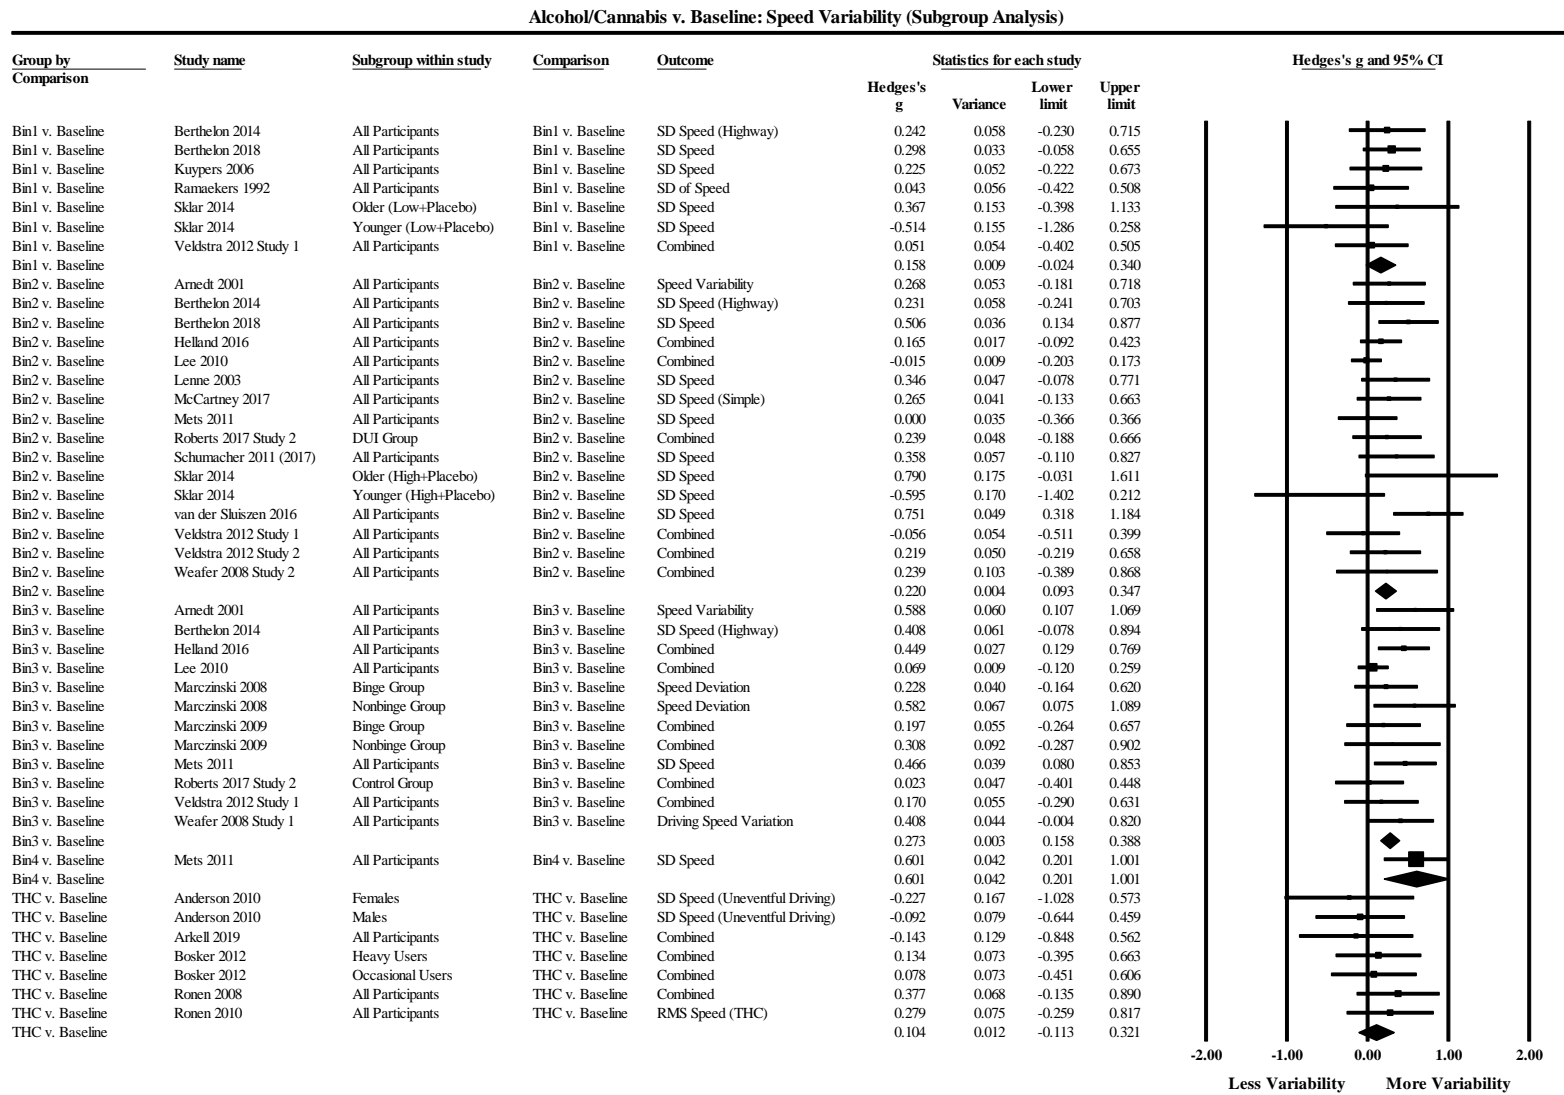 Alcohol/Cannabis v. Baseline: Speed Variability (Subgroup Analysis)
Group by Study name Subgroup within study Comparison Outcome Statistics for each study Hedges's g and 95% CI
Comparison
Hedges's Lower Upper
g Variance limit limit
Bin1 v. Baseline Berthelon 2014 All Participants Bin1 v. Baseline SD Speed (Highway) 0.242 0.058 -0.230 0.715
Bin1 v. Baseline Berthelon 2018 All Participants Bin1 v. Baseline SD Speed 0.298 0.033 -0.058 0.655
Bin1 v. Baseline Kuypers 2006 All Participants Bin1 v. Baseline SD Speed 0.225 0.052 -0.222 0.673
Bin1 v. Baseline Ramaekers 1992 All Participants Bin1 v. Baseline SD of Speed 0.043 0.056 -0.422 0.508
Bin1 v. Baseline Sklar 2014 Older (Low+Placebo) Bin1 v. Baseline SD Speed 0.367 0.153 -0.398 1.133
Bin1 v. Baseline Sklar 2014 Younger (Low+Placebo) Bin1 v. Baseline SD Speed -0.514 0.155 -1.286 0.258
Bin1 v. Baseline Veldstra 2012 Study 1 All Participants Bin1 v. Baseline Combined 0.051 0.054 -0.402 0.505
Bin1 v. Baseline 0.158 0.009 -0.024 0.340
Bin2 v. Baseline Arnedt 2001 All Participants Bin2 v. Baseline Speed Variability 0.268 0.053 -0.181 0.718
Bin2 v. Baseline Berthelon 2014 All Participants Bin2 v. Baseline SD Speed (Highway) 0.231 0.058 -0.241 0.703
Bin2 v. Baseline Berthelon 2018 All Participants Bin2 v. Baseline SD Speed 0.506 0.036 0.134 0.877
Bin2 v. Baseline Helland 2016 All Participants Bin2 v. Baseline Combined 0.165 0.017 -0.092 0.423
Bin2 v. Baseline Lee 2010 All Participants Bin2 v. Baseline Combined -0.015 0.009 -0.203 0.173
Bin2 v. Baseline Lenne 2003 All Participants Bin2 v. Baseline SD Speed 0.346 0.047 -0.078 0.771
Bin2 v. Baseline McCartney 2017 All Participants Bin2 v. Baseline SD Speed (Simple) 0.265 0.041 -0.133 0.663
Bin2 v. Baseline Mets 2011 All Participants Bin2 v. Baseline SD Speed 0.000 0.035 -0.366 0.366
Bin2 v. Baseline Roberts 2017 Study 2 DUI Group Bin2 v. Baseline Combined 0.239 0.048 -0.188 0.666
Bin2 v. Baseline Schumacher 2011 (2017) All Participants Bin2 v. Baseline SD Speed 0.358 0.057 -0.110 0.827
Bin2 v. Baseline Sklar 2014 Older (High+Placebo) Bin2 v. Baseline SD Speed 0.790 0.175 -0.031 1.611
Bin2 v. Baseline Sklar 2014 Younger (High+Placebo) Bin2 v. Baseline SD Speed -0.595 0.170 -1.402 0.212
Bin2 v. Baseline van der Sluiszen 2016 All Participants Bin2 v. Baseline SD Speed 0.751 0.049 0.318 1.184
Bin2 v. Baseline Veldstra 2012 Study 1 All Participants Bin2 v. Baseline Combined -0.056 0.054 -0.511 0.399
Bin2 v. Baseline Veldstra 2012 Study 2 All Participants Bin2 v. Baseline Combined 0.219 0.050 -0.219 0.658
Bin2 v. Baseline Weafer 2008 Study 2 All Participants Bin2 v. Baseline Combined 0.239 0.103 -0.389 0.868
Bin2 v. Baseline 0.220 0.004 0.093 0.347
Bin3 v. Baseline Arnedt 2001 All Participants Bin3 v. Baseline Speed Variability 0.588 0.060 0.107 1.069
Bin3 v. Baseline Berthelon 2014 All Participants Bin3 v. Baseline SD Speed (Highway) 0.408 0.061 -0.078 0.894
Bin3 v. Baseline Helland 2016 All Participants Bin3 v. Baseline Combined 0.449 0.027 0.129 0.769
Bin3 v. Baseline Lee 2010 All Participants Bin3 v. Baseline Combined 0.069 0.009 -0.120 0.259
Bin3 v. Baseline Marczinski 2008 Binge Group Bin3 v. Baseline Speed Deviation 0.228 0.040 -0.164 0.620
Bin3 v. Baseline Marczinski 2008 Nonbinge Group Bin3 v. Baseline Speed Deviation 0.582 0.067 0.075 1.089
Bin3 v. Baseline Marczinski 2009 Binge Group Bin3 v. Baseline Combined 0.197 0.055 -0.264 0.657
Bin3 v. Baseline Marczinski 2009 Nonbinge Group Bin3 v. Baseline Combined 0.308 0.092 -0.287 0.902
Bin3 v. Baseline Mets 2011 All Participants Bin3 v. Baseline SD Speed 0.466 0.039 0.080 0.853
Bin3 v. Baseline Roberts 2017 Study 2 Control Group Bin3 v. Baseline Combined 0.023 0.047 -0.401 0.448
Bin3 v. Baseline Veldstra 2012 Study 1 All Participants Bin3 v. Baseline Combined 0.170 0.055 -0.290 0.631
Bin3 v. Baseline Weafer 2008 Study 1 All Participants Bin3 v. Baseline Driving Speed Variation 0.408 0.044 -0.004 0.820
Bin3 v. Baseline 0.273 0.003 0.158 0.388
Bin4 v. Baseline Mets 2011 All Participants Bin4 v. Baseline SD Speed 0.601 0.042 0.201 1.001
Bin4 v. Baseline 0.601 0.042 0.201 1.001
THC v. Baseline Anderson 2010 Females THC v. Baseline SD Speed (Uneventful Driving) -0.227 0.167 -1.028 0.573
THC v. Baseline Anderson 2010 Males THC v. Baseline SD Speed (Uneventful Driving) -0.092 0.079 -0.644 0.459
THC v. Baseline Arkell 2019 All Participants THC v. Baseline Combined -0.143 0.129 -0.848 0.562
THC v. Baseline Bosker 2012 Heavy Users THC v. Baseline Combined 0.134 0.073 -0.395 0.663
THC v. Baseline Bosker 2012 Occasional Users THC v. Baseline Combined 0.078 0.073 -0.451 0.606
THC v. Baseline Ronen 2008 All Participants THC v. Baseline Combined 0.377 0.068 -0.135 0.890
THC v. Baseline Ronen 2010 All Participants THC v. Baseline RMS Speed (THC) 0.279 0.075 -0.259 0.817
THC v. Baseline 0.104 0.012 -0.113 0.321
-2.00 -1.00 0.00 1.00 2.00
Less Variability More Variability